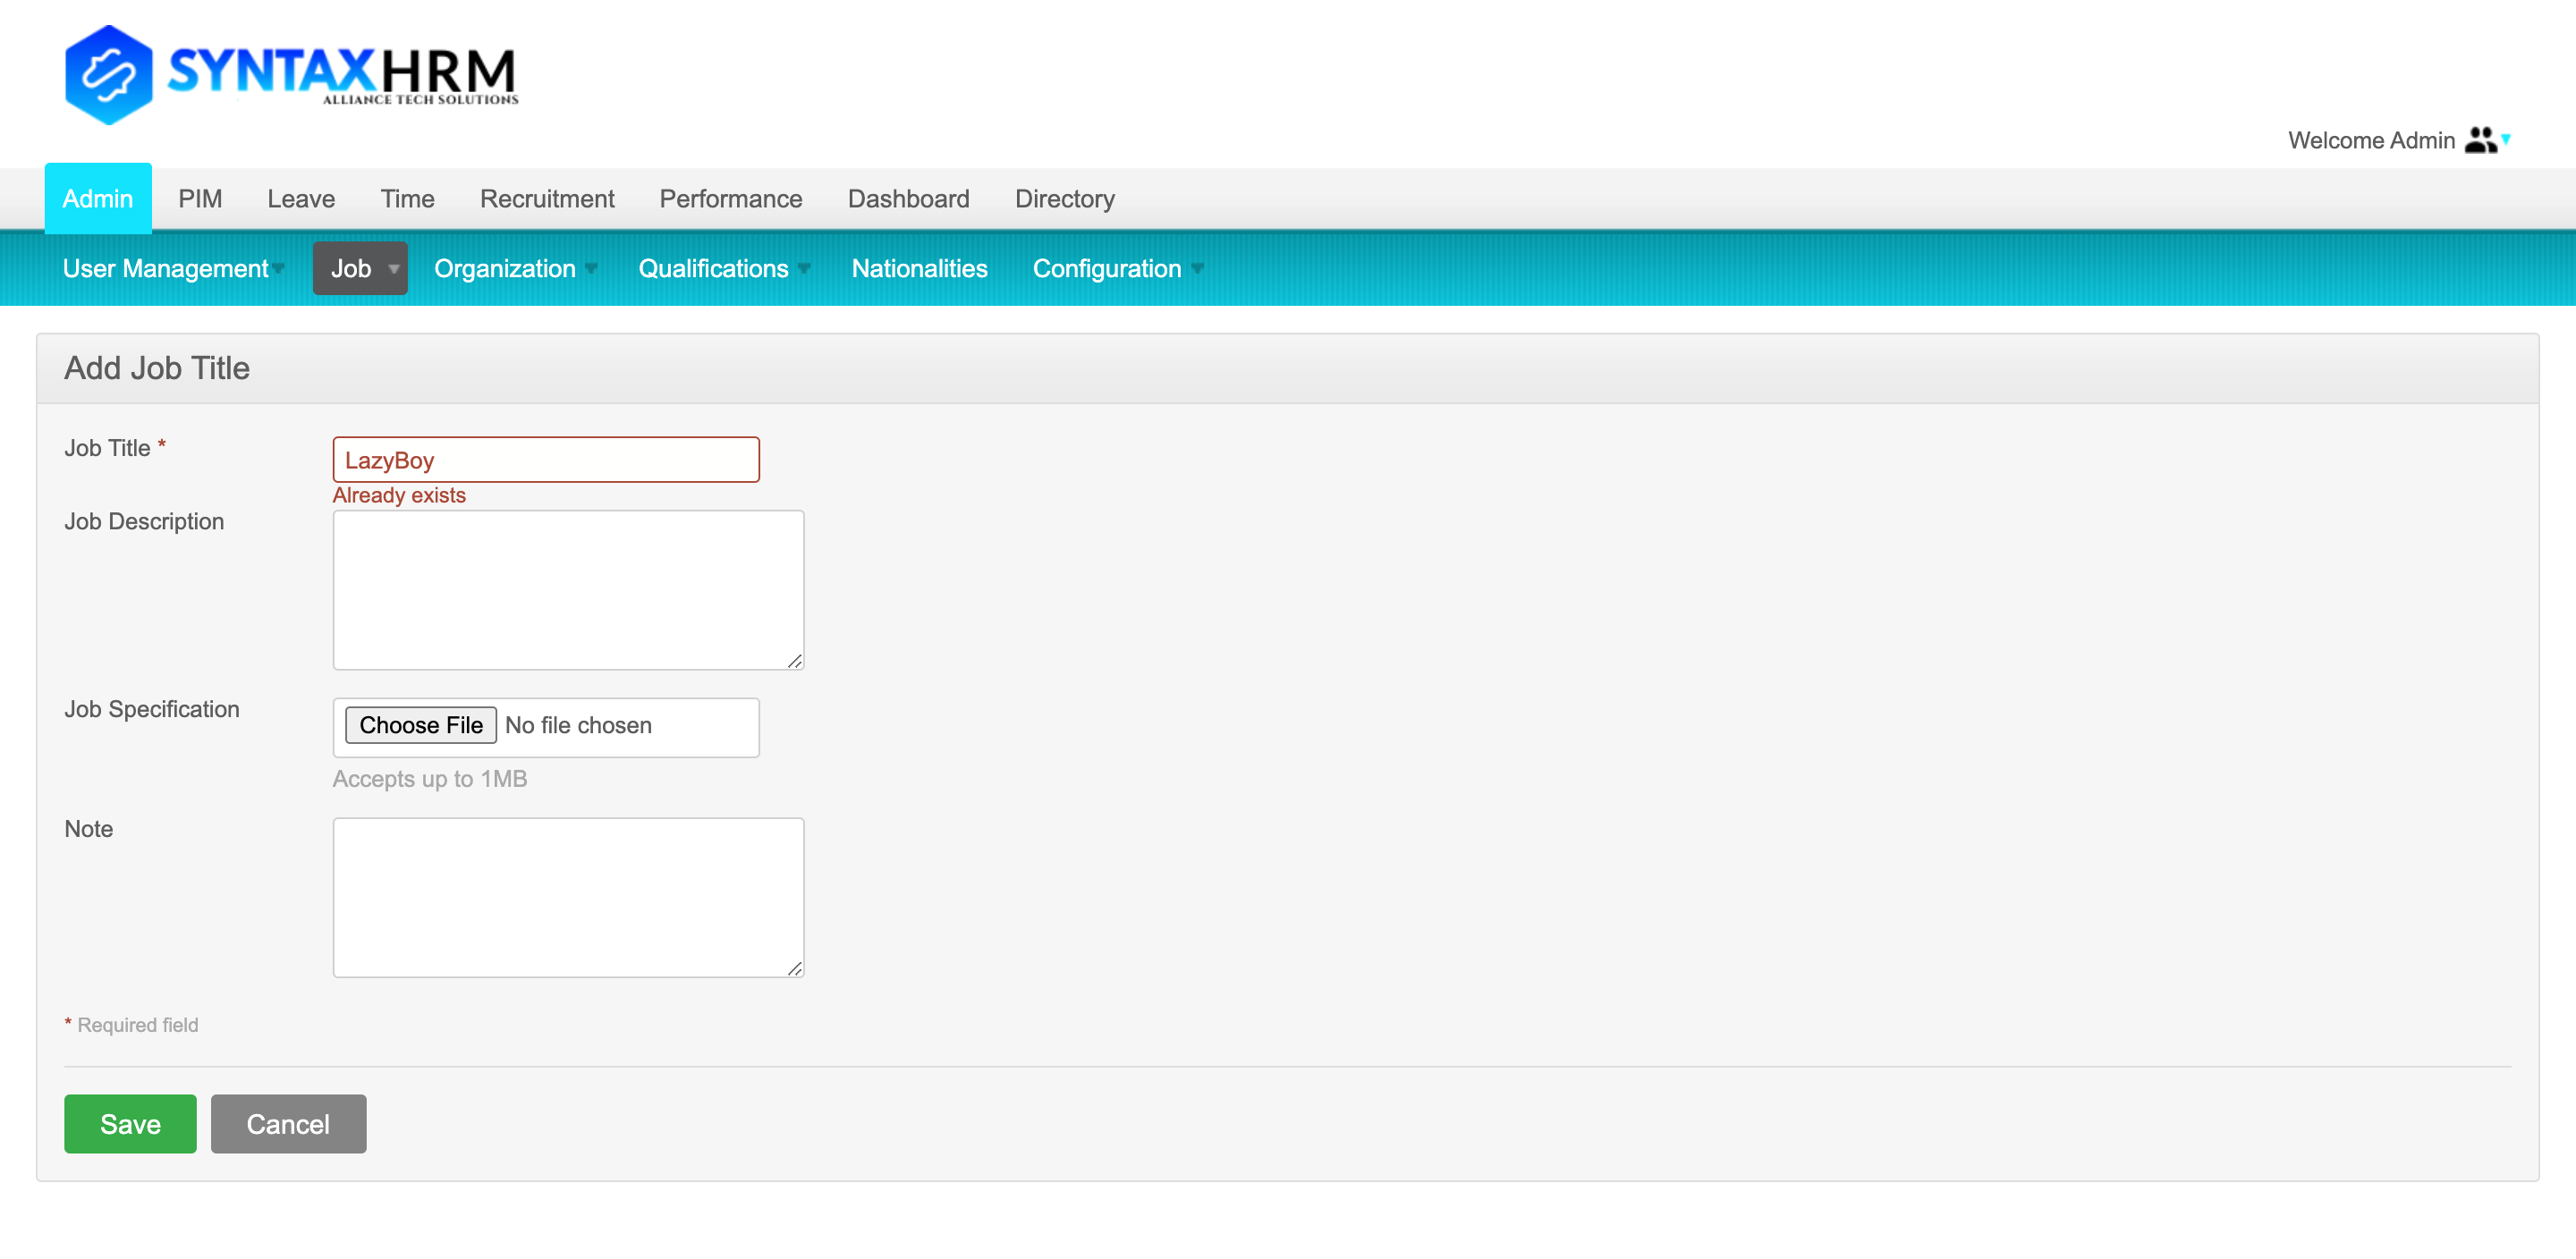 SYNTAXHRM
ALLIANCE TECH SOLUTIONS
Welcome Admin
Admin PIM Leave Time Recruitment Performance Dashboard Directory
User Management Job Organization Qualifications Nationalities Configuration
Add Job Title
Job Title *
LazyBoy
Already exists
Job Description
Job Specification
Choose File No file chosen
Accepts up to 1MB
Note
* Required field
Save Cancel